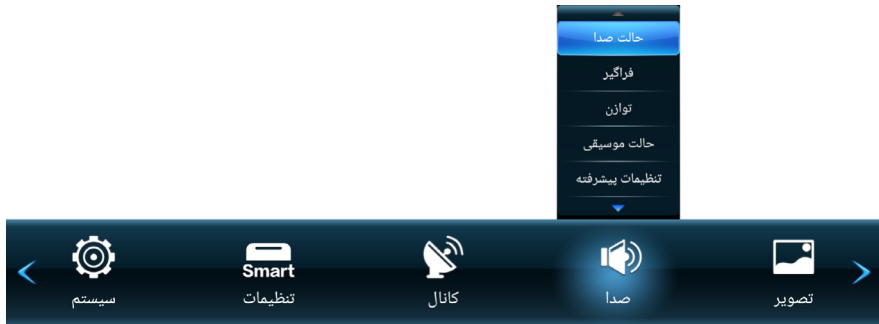 حالت صدا
فراگیر
توازن
حالت موسیقی
تنظیمات پیشرفته
تصویر
صدا
کانال
Smart
تنظیمات
سیستم